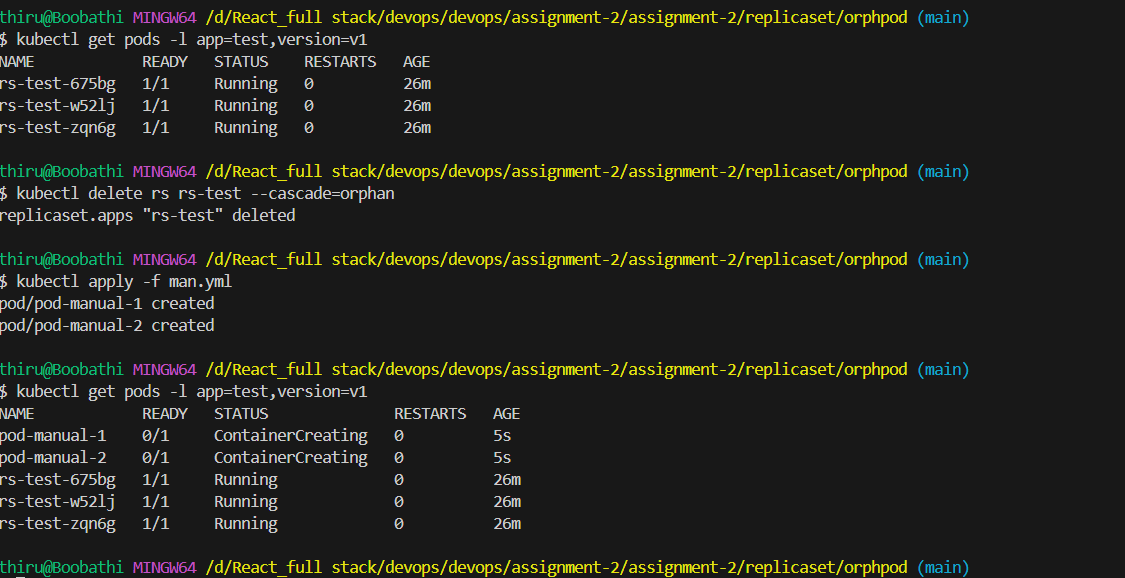 thiru@Boobathi MINGW64 /d/React_full stack/devops/devops/assignment-2/assignment-2/replicaset/orphpod (main)
$ kubectl get pods -l app=test,version=v1
NAME READY STATUS RESTARTS AGE
rs-test-675bg 1/1 Running 0 26m
rs-test-w52lj 1/1 Running 0 26m
rs-test-zqn6g 1/1 Running 0 26m
thiru@Boobathi MINGW64 /d/React_full stack/devops/devops/assignment-2/assignment-2/replicaset/orphpod (main)
$ kubectl delete rs rs-test --cascade=orphan
replicaset.apps "rs-test" deleted
thiru@Boobathi MINGW64 /d/React_full stack/devops/devops/assignment-2/assignment-2/replicaset/orphpod (main)
$ kubectl apply -f man.yml
pod/pod-manual-1 created
pod/pod-manual-2 created
thiru@Boobathi MINGW64 /d/React_full stack/devops/devops/assignment-2/assignment-2/replicaset/orphpod (main)
$ kubectl get pods -l app=test,version=v1
NAME READY STATUS RESTARTS AGE
pod-manual-1 0/1 ContainerCreating 0 5s
pod-manual-2 0/1 ContainerCreating 0 5s
rs-test-675bg 1/1 Running 0 26m
rs-test-w52lj 1/1 Running 0 26m
rs-test-zqn6g 1/1 Running 0 26m
thiru@Boobathi MINGW64 /d/React_full stack/devops/devops/assignment-2/assignment-2/replicaset/orphpod (main)